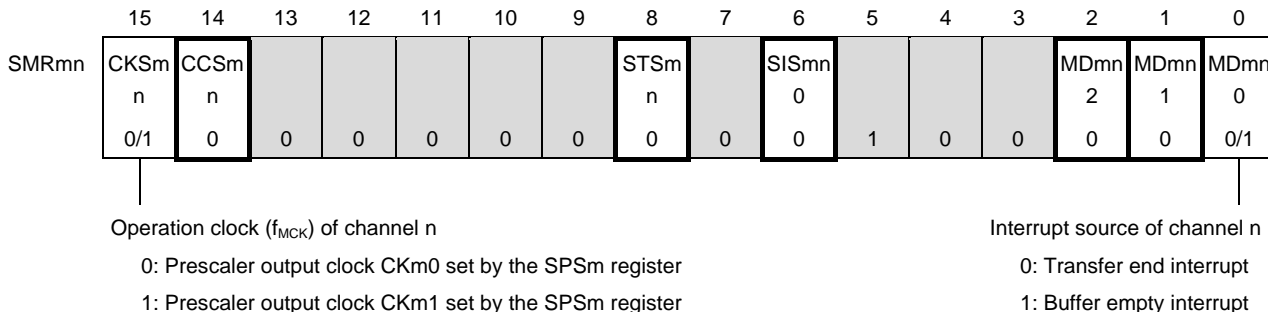 15 14 13 12 11 10 9 8 7 6 5 4 3 2 1 0
SMRmn CKSm CCSm STSm SISmn MDmn MDmn MDmn
n n n 0 2 1 0
0/1 0 0 0 0 0 0 0 0 0 1 0 0 0 0 0/1
Operation clock (fMCK) of channel n Interrupt source of channel n
0: Prescaler output clock CKm0 set by the SPSm register 0: Transfer end interrupt
1: Prescaler output clock CKm1 set by the SPSm register 1: Buffer empty interrupt